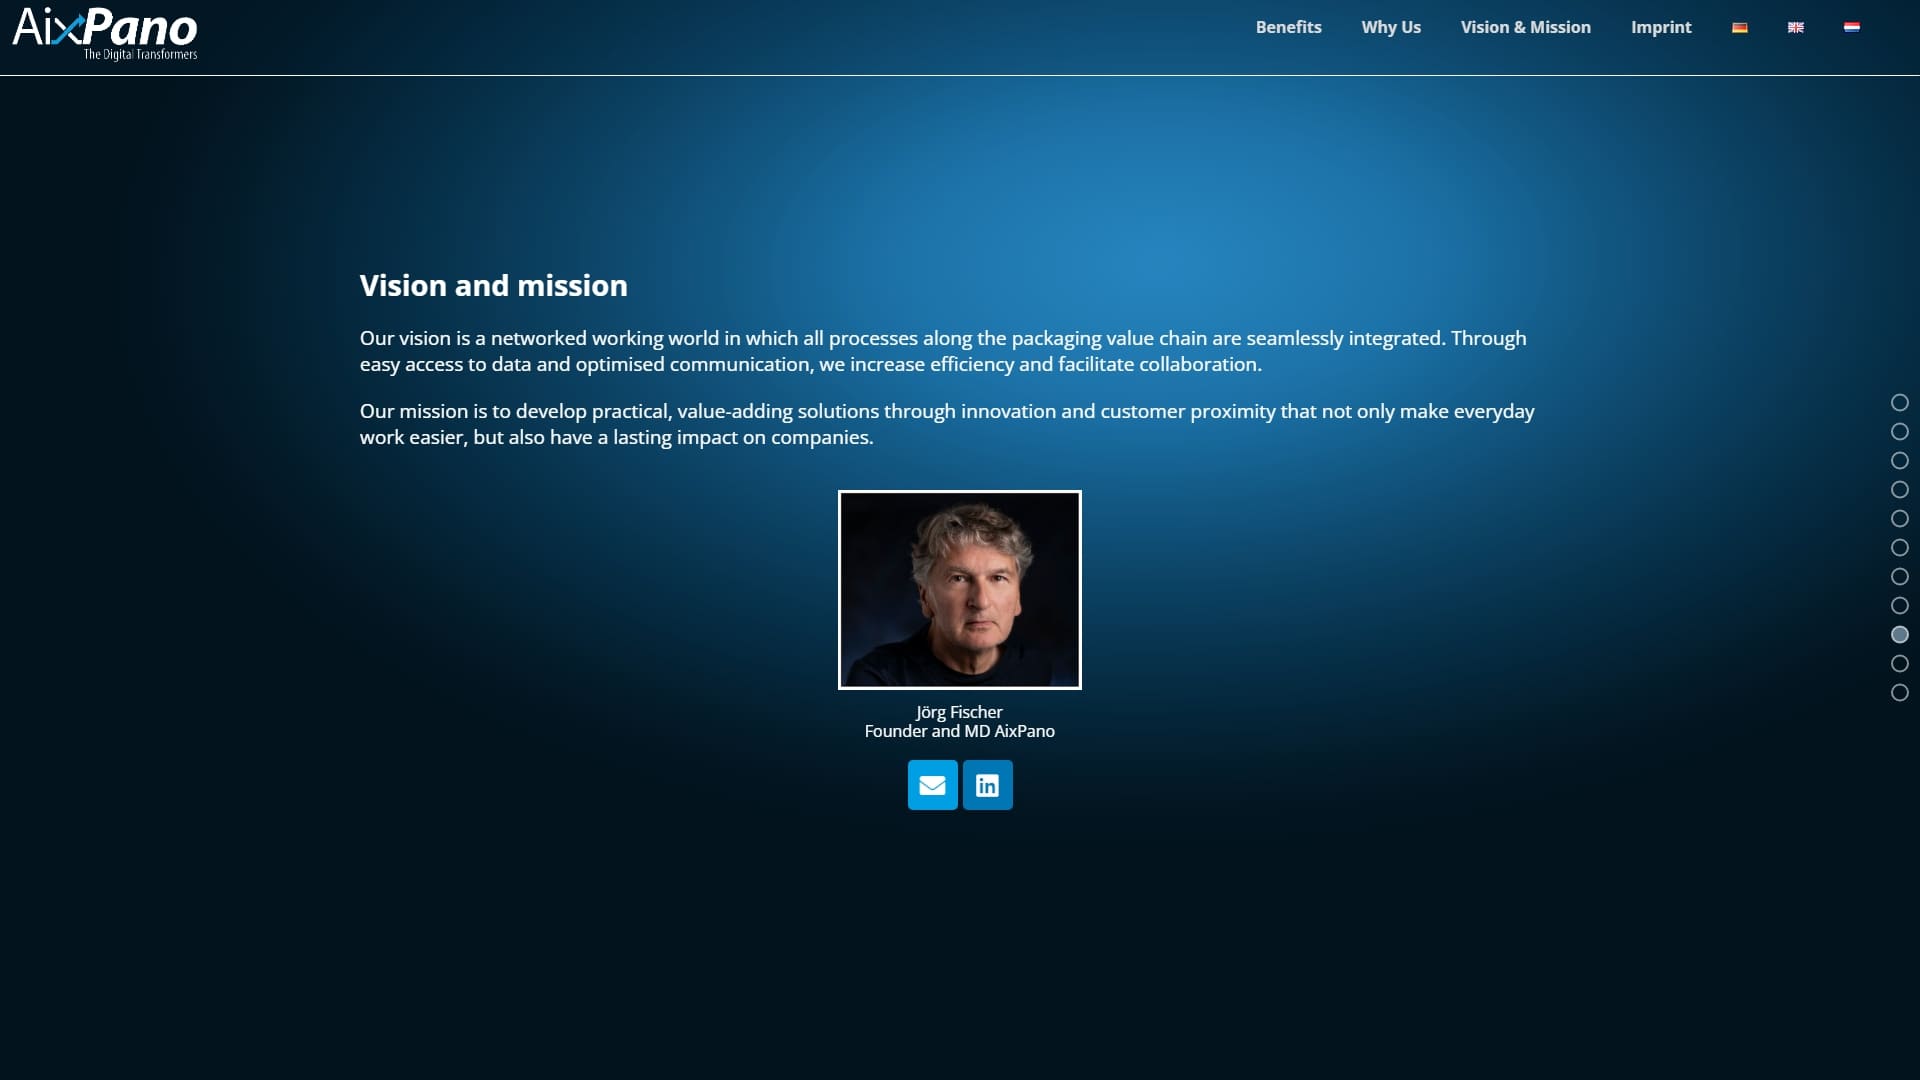 AixPano
The Digital Transformers
Benefits
Why Us
Vision & Mission
Imprint
Vision and mission
Our vision is a networked working world in which all processes along the packaging value chain are seamlessly integrated. Through
easy access to data and optimised communication, we increase efficiency and facilitate collaboration.
Our mission is to develop practical, value-adding solutions through innovation and customer proximity that not only make everyday
work easier, but also have a lasting impact on companies.
Jörg Fischer
Founder and MD AixPano
in